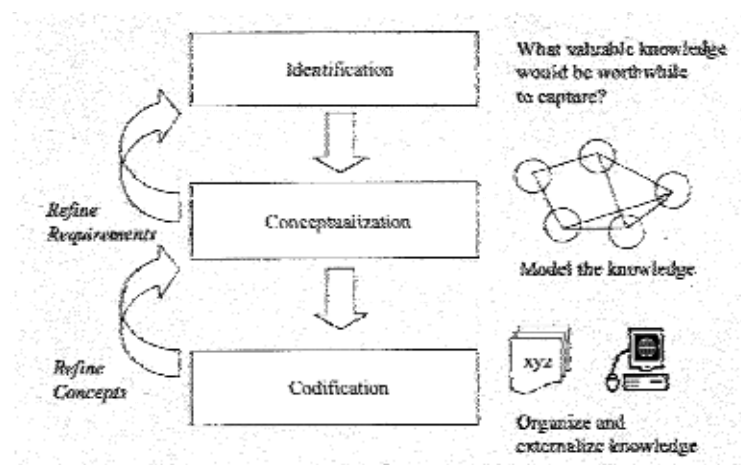 Identification
What valuable knowledge
would be worthwhile
to capture?
Refine
Requirements
Conceptualization
Model the knowledge
Refine
Concepts
Codification
xyz
Organize and
externalize knowledge